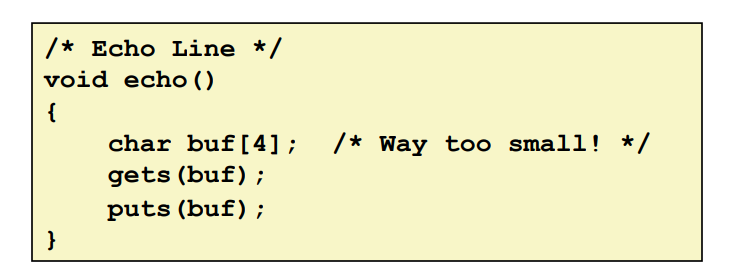 /* Echo Line */
void echo()
{
    char buf[4];  /* Way too small! */
    gets(buf);
    puts(buf);
}